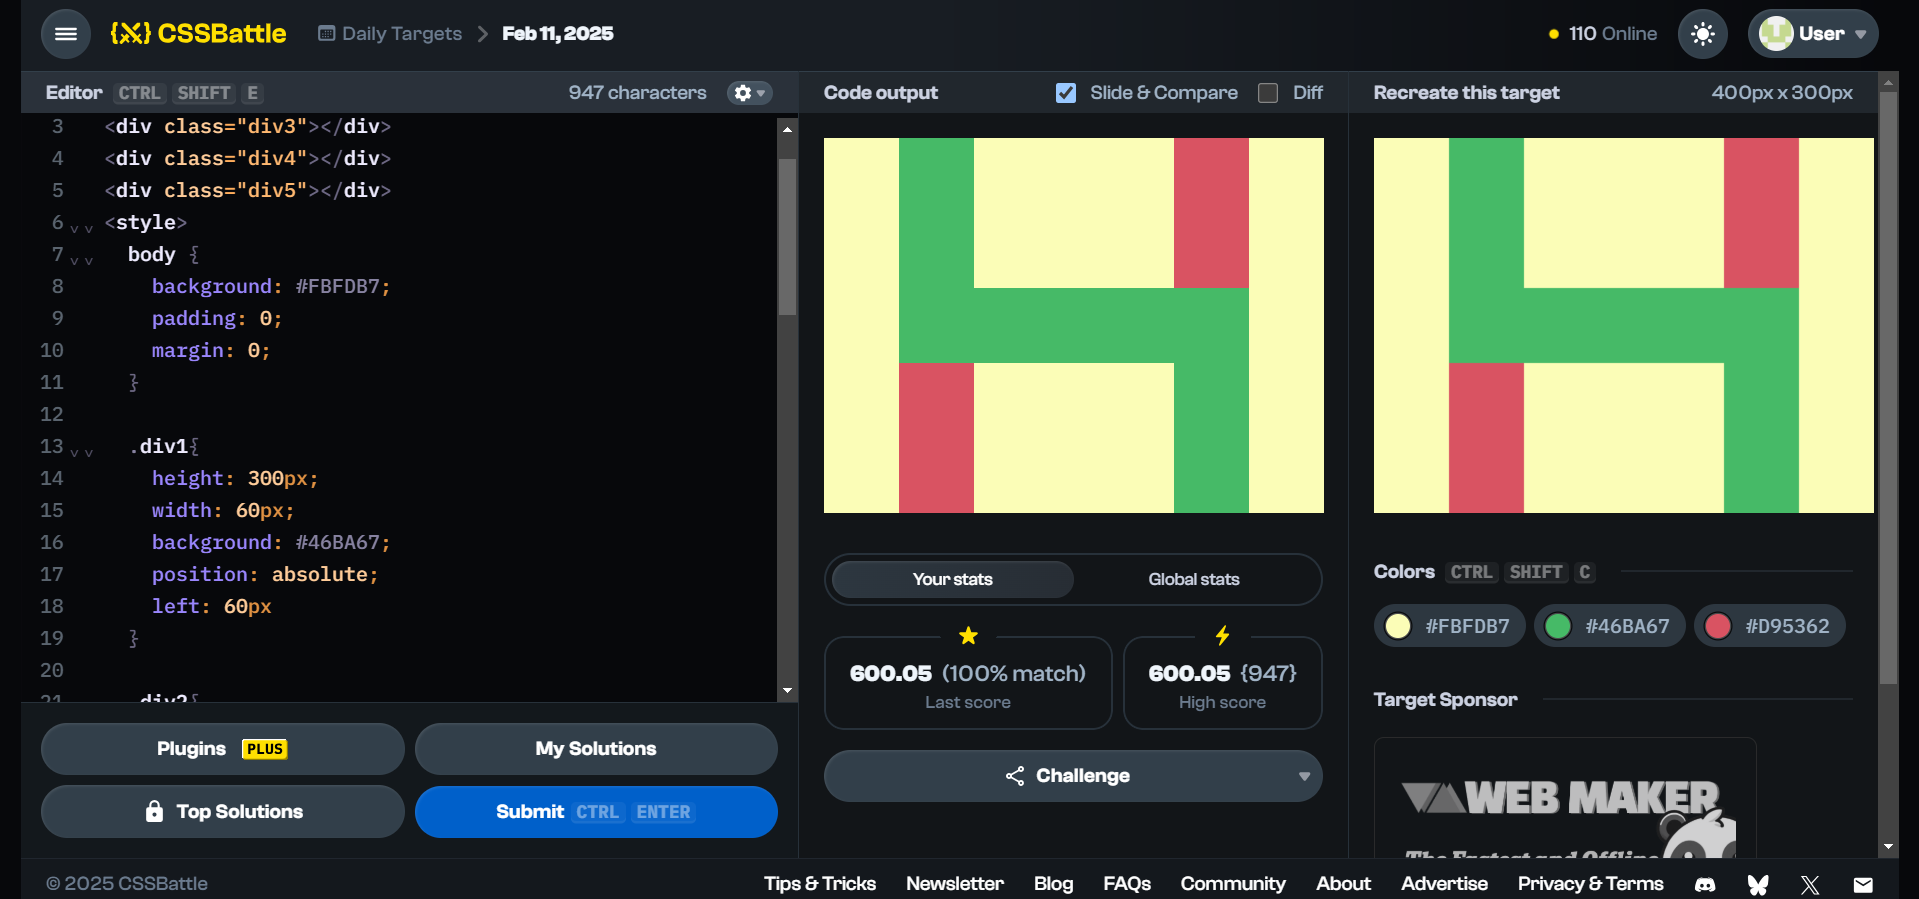 {X} CSSBattle
Daily Targets > Feb 11, 2025
110 Online
User
Editor CTRL SHIFT E
947 characters
3 <div class="div3"></div>
4 <div class="div4"></div>
5 <div class="div5"></div>
6 <style>
7 body {
8 background: #FBFDB7;
9 padding: 0;
10 margin: 0;
11 }
12
13 .div1{
14 height: 300px;
15 width: 60px;
16 background: #46BA67;
17 position: absolute;
18 left: 60px
19 }
20
21 .div2{
Plugins PLUS
My Solutions
Top Solutions
Submit CTRL ENTER
Code output
Slide & Compare
Diff
Your stats
Global stats
600.05 (100% match)
Last score
600.05 {947}
High score
Challenge
Recreate this target
400px x 300px
Colors CTRL SHIFT C
#FBFDB7
#46BA67
#D95362
Target Sponsor
WEB MAKER
The Fastest and Offline
© 2025 CSSBattle
Tips & Tricks
Newsletter
Blog
FAQs
Community
About
Advertise
Privacy & Terms